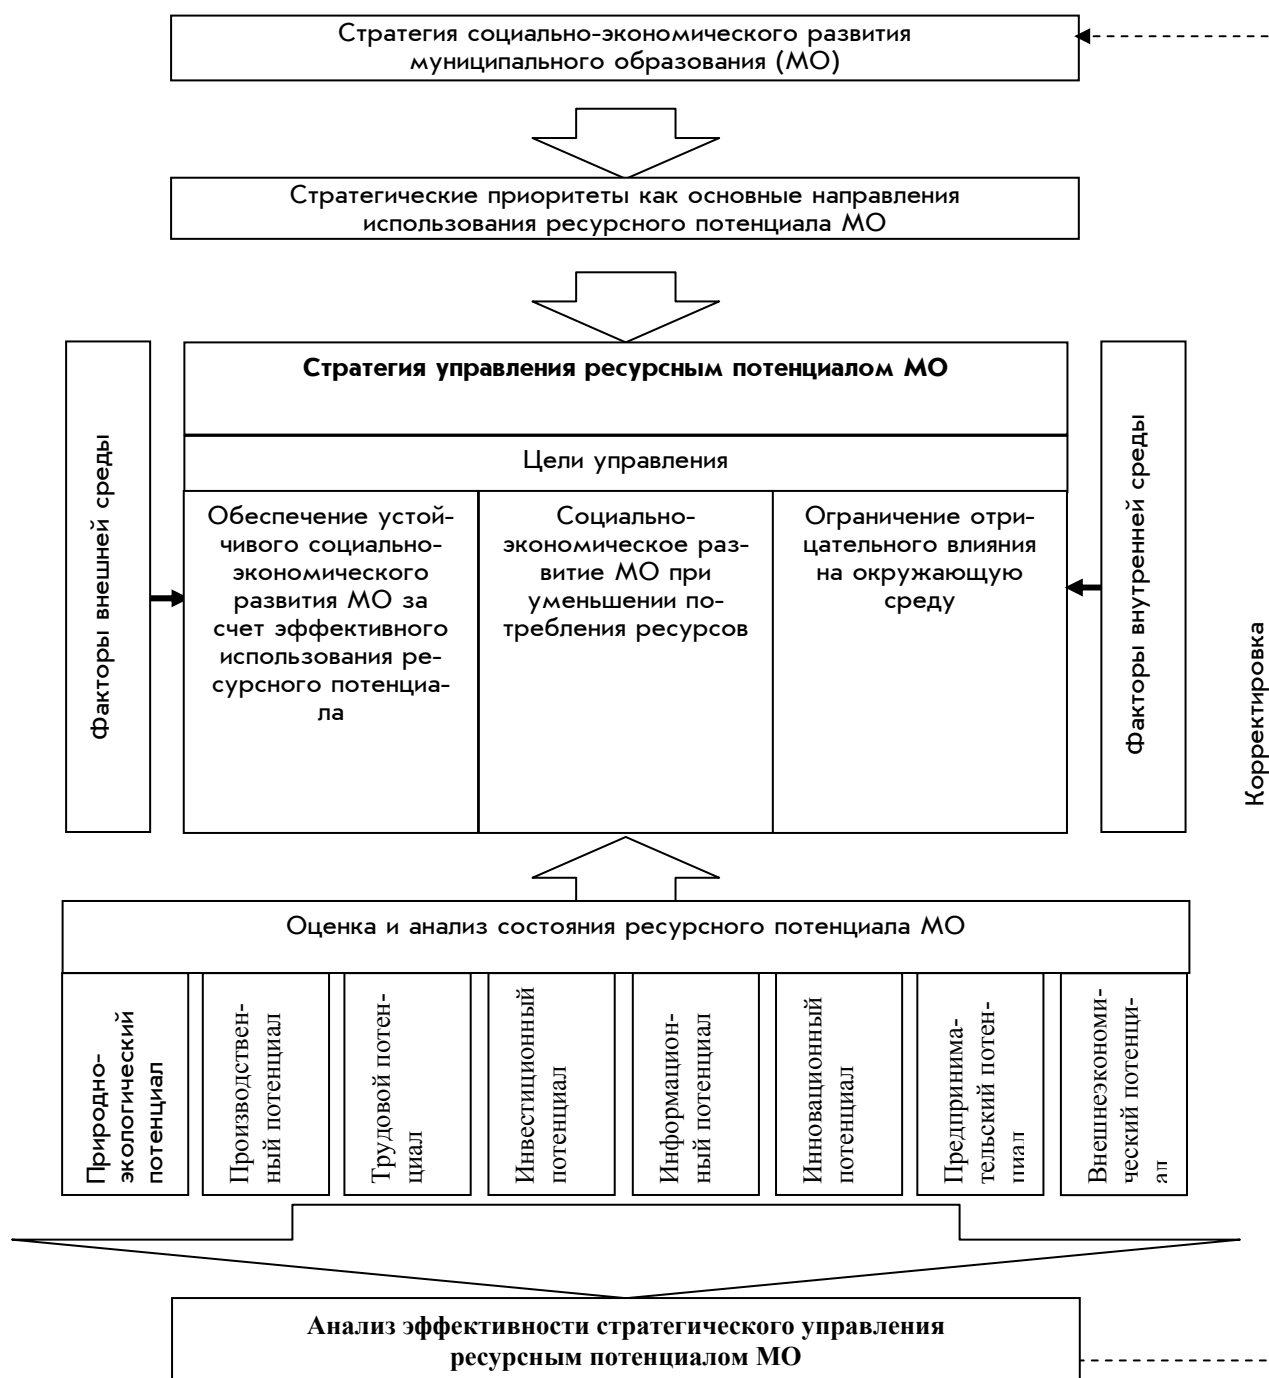 Стратегия социально-экономического развития
муниципального образования (МО)
Стратегические приоритеты как основные направления
использования ресурсного потенциала МО
Факторы внешней среды
Стратегия управления ресурсным потенциалом МО
Цели управления
Обеспечение устой-
чивого социально-
экономического
развития МО за
счет эффективного
использования ре-
сурсного потенциа-
ла
Социально-
экономическое раз-
витие МО при
уменьшении по-
требления ресурсов
Ограничение отри-
цательного влияния
на окружающую
среду
Факторы внутренней среды
Корректировка
Оценка и анализ состояния ресурсного потенциала МО
Природно-
экологический
потенциал
Производствен-
ный потенциал
Трудовой потен-
циал
Инвестиционный
потенциал
Информацион-
ный потенциал
Инновационный
потенциал
Предпринима-
тельский потен-
циал
Внешнеэкономи-
ческий потенци-
ал
Анализ эффективности стратегического управления
ресурсным потенциалом МО